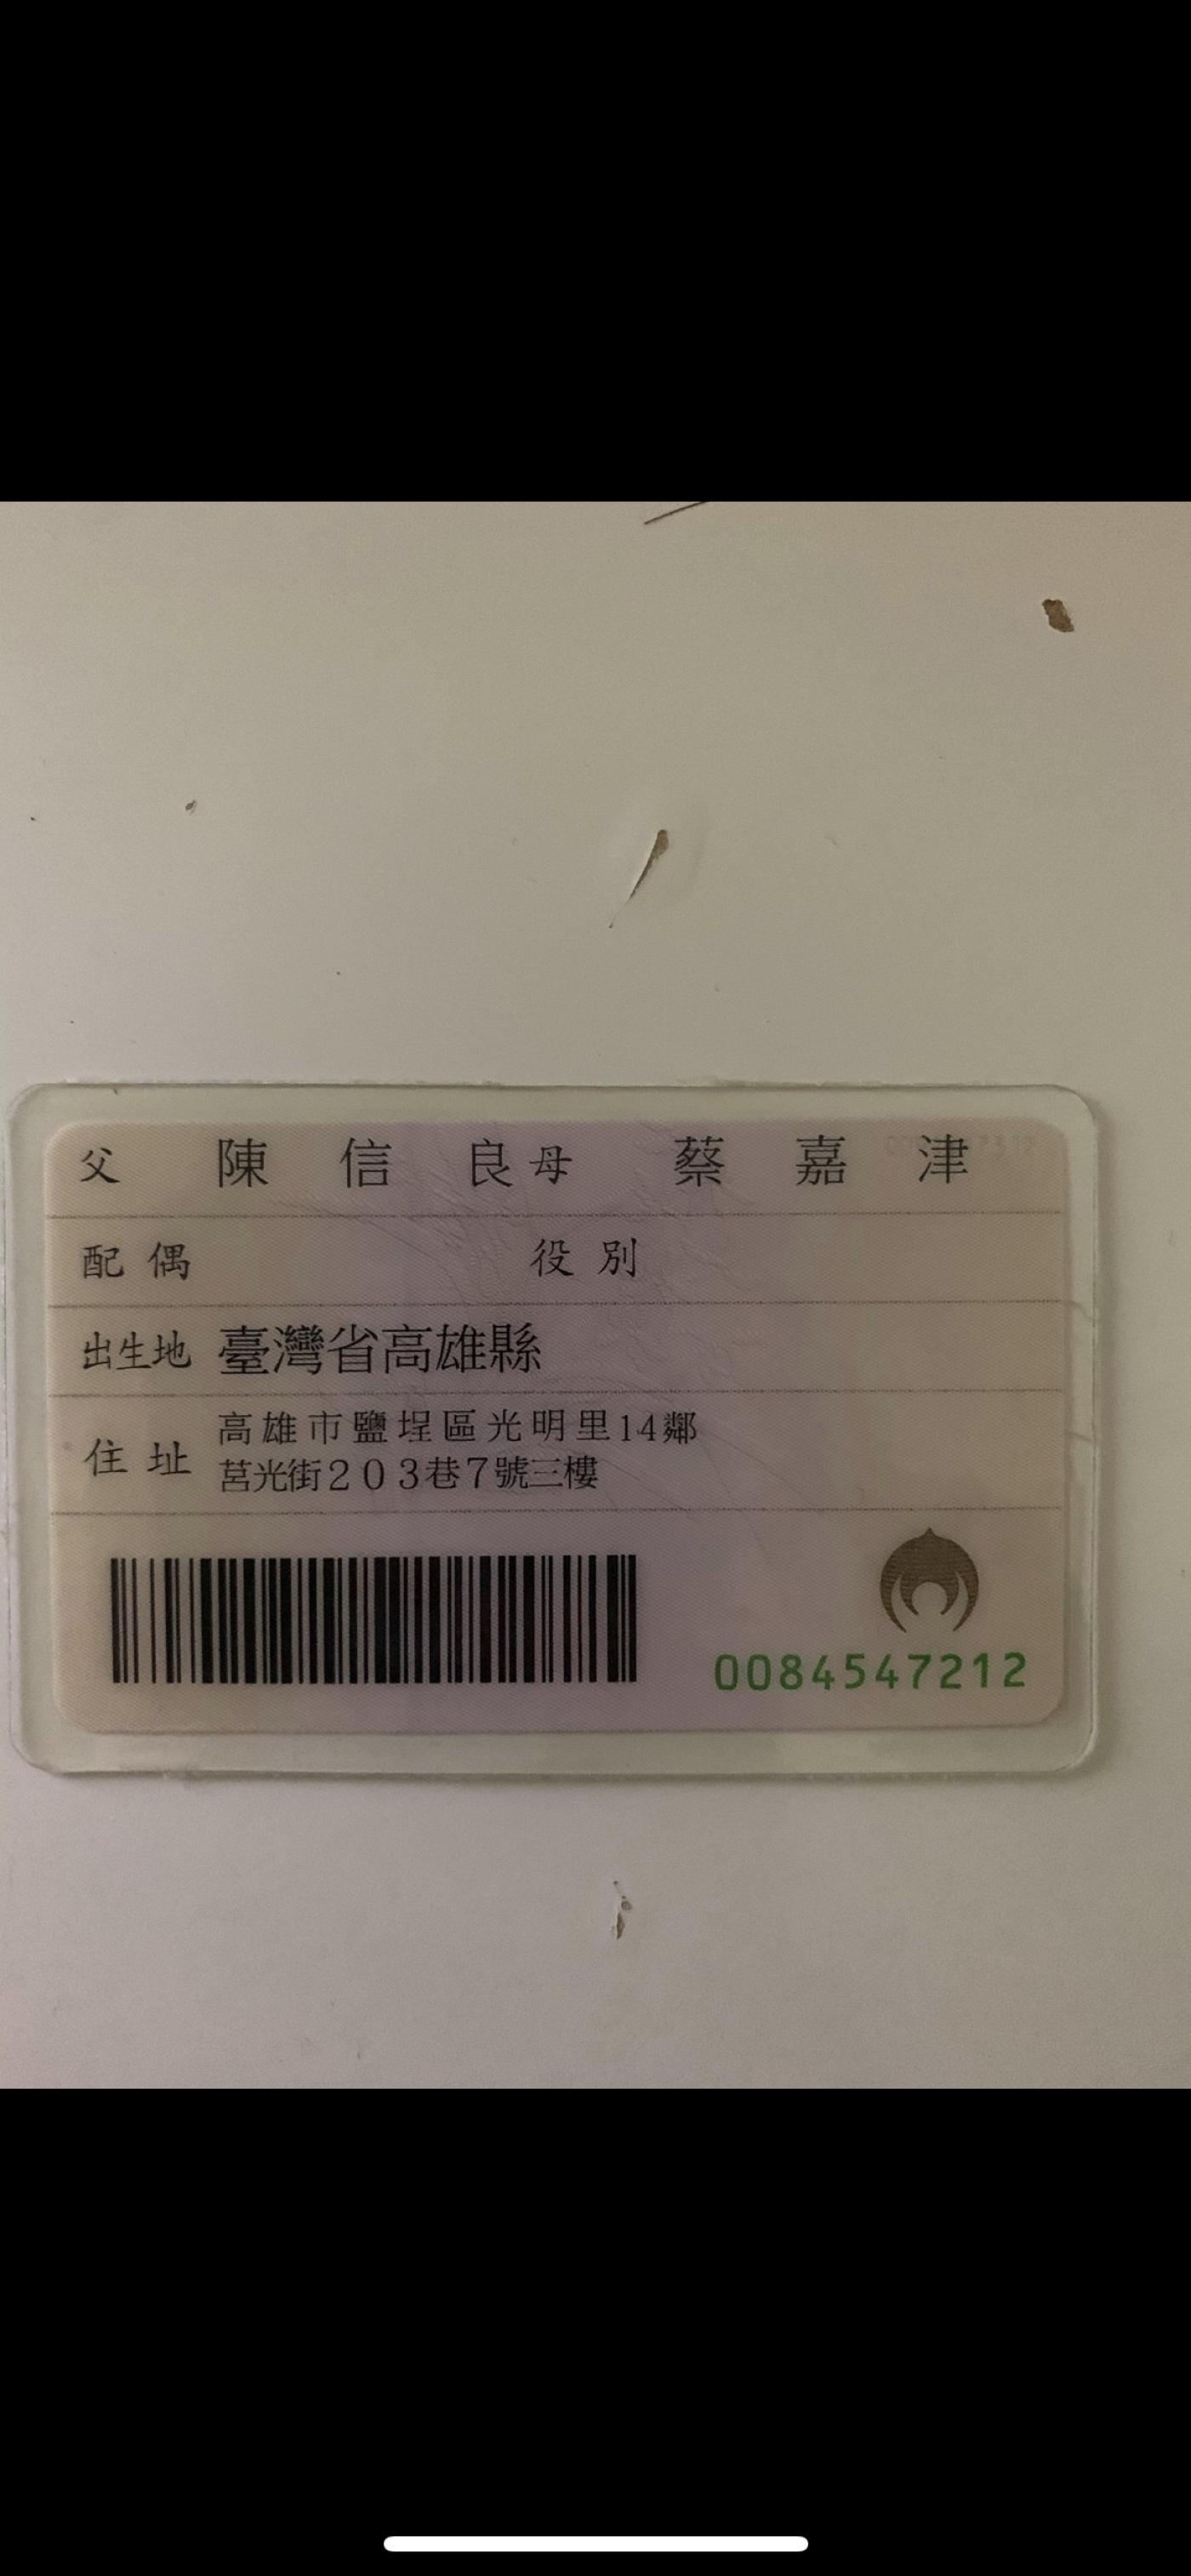 父 陳信良 母 蔡嘉津
配偶 役別
出生地 臺灣省高雄縣
住址 高雄市鹽埕區光明里14鄰
莒光街203巷7號三樓
0084547212